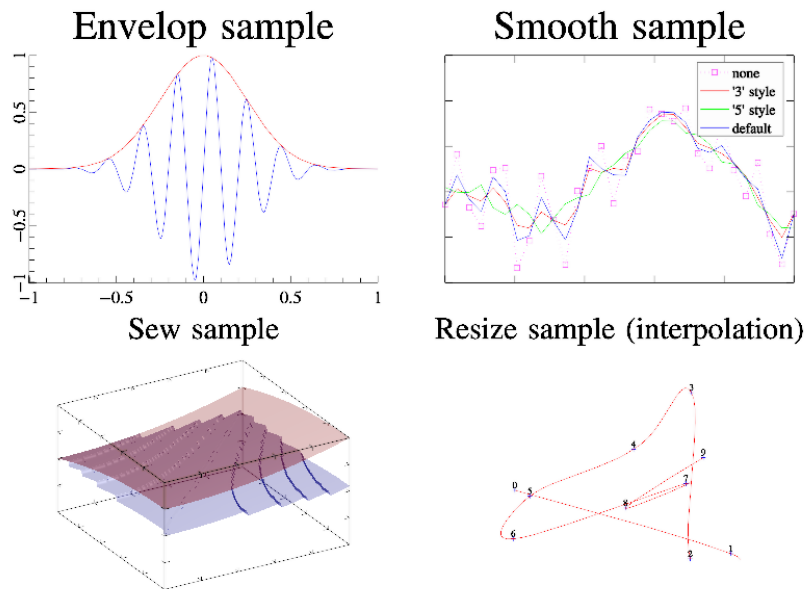 Envelop sample
Smooth sample
1
0.5
0
−0.5
−1
−1
−0.5
0
0.5
1
none
'3' style
'5' style
default
Sew sample
Resize sample (interpolation)
3
4
9
0
5
7
8
6
2
1